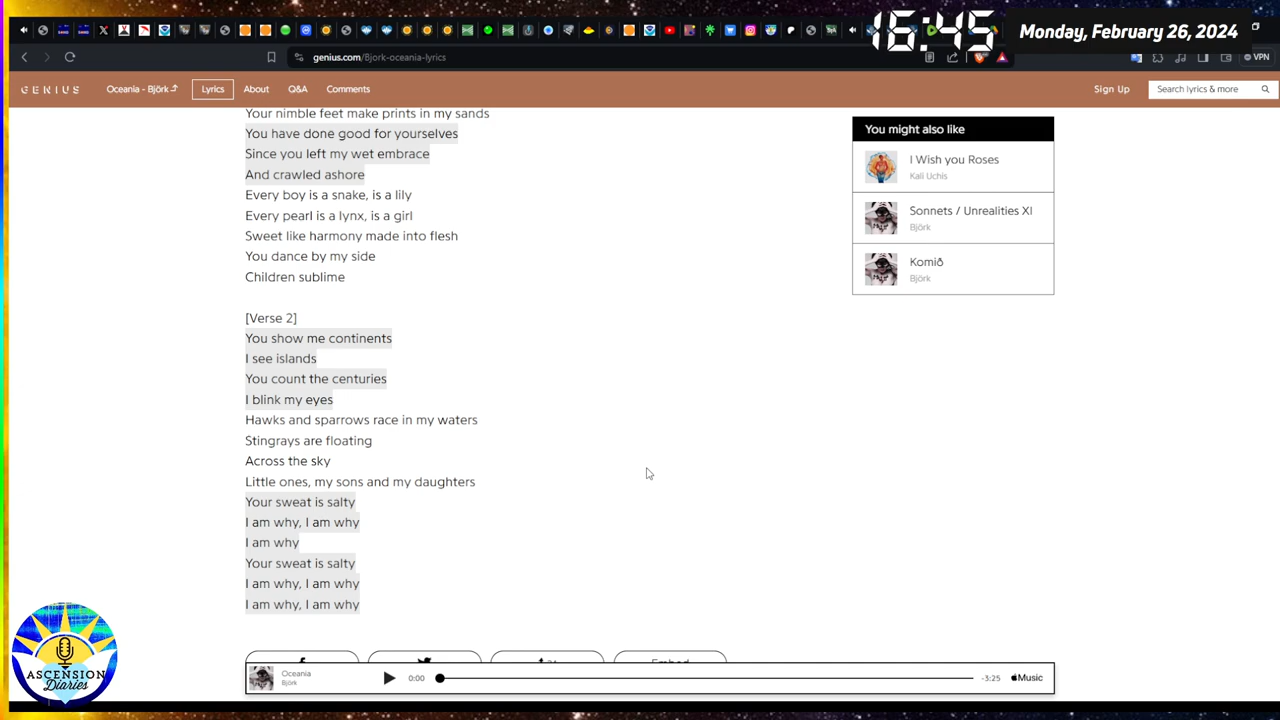 16:45
Monday, February 26, 2024
genius.com/Bjork-oceania-lyrics
VPN
GENIUS
Oceania - Björk
Lyrics
About
Q&A
Comments
Sign Up
Search lyrics & more
Your nimble feet make prints in my sands
You have done good for yourselves
Since you left my wet embrace
And crawled ashore
Every boy is a snake, is a lily
Every pearl is a lynx, is a girl
Sweet like harmony made into flesh
You dance by my side
Children sublime
[Verse 2]
You show me continents
I see islands
You count the centuries
I blink my eyes
Hawks and sparrows race in my waters
Stingrays are floating
Across the sky
Little ones, my sons and my daughters
Your sweat is salty
I am why, I am why
I am why
Your sweat is salty
I am why, I am why
I am why, I am why
You might also like
I Wish you Roses
Kali Uchis
Sonnets / Unrealities XI
Björk
Komið
Björk
Embed
Oceania
Björk
0:00
-3:25
Music
ASCENSION
Diaries